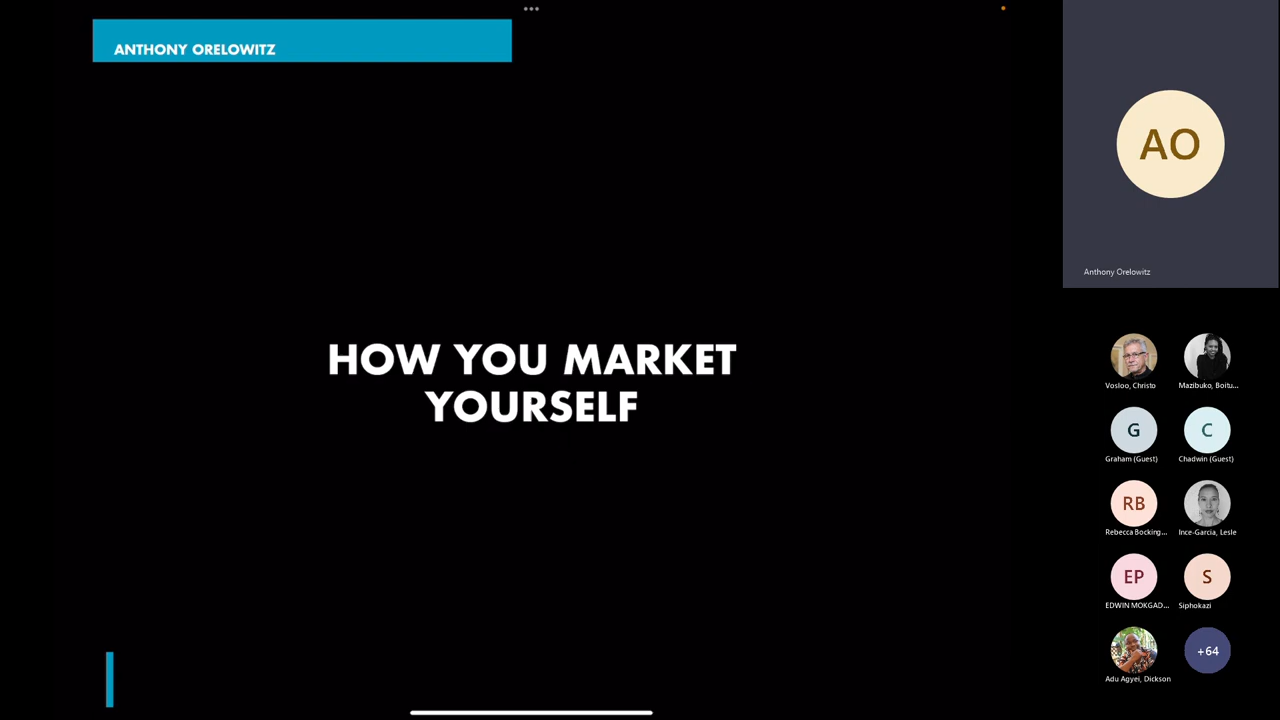 ANTHONY ORELOWITZ
HOW YOU MARKET
YOURSELF
AO
Anthony Orelowitz
Vosloo, Christo
Mazibuko, Boitu...
G
C
Graham (Guest)
Chadwin (Guest)
RB
Rebecca Bocking...
Ince-Garcia, Lesle
EP
S
EDWIN MOKGAD...
Siphokazi
+64
Adu Agyei, Dickson